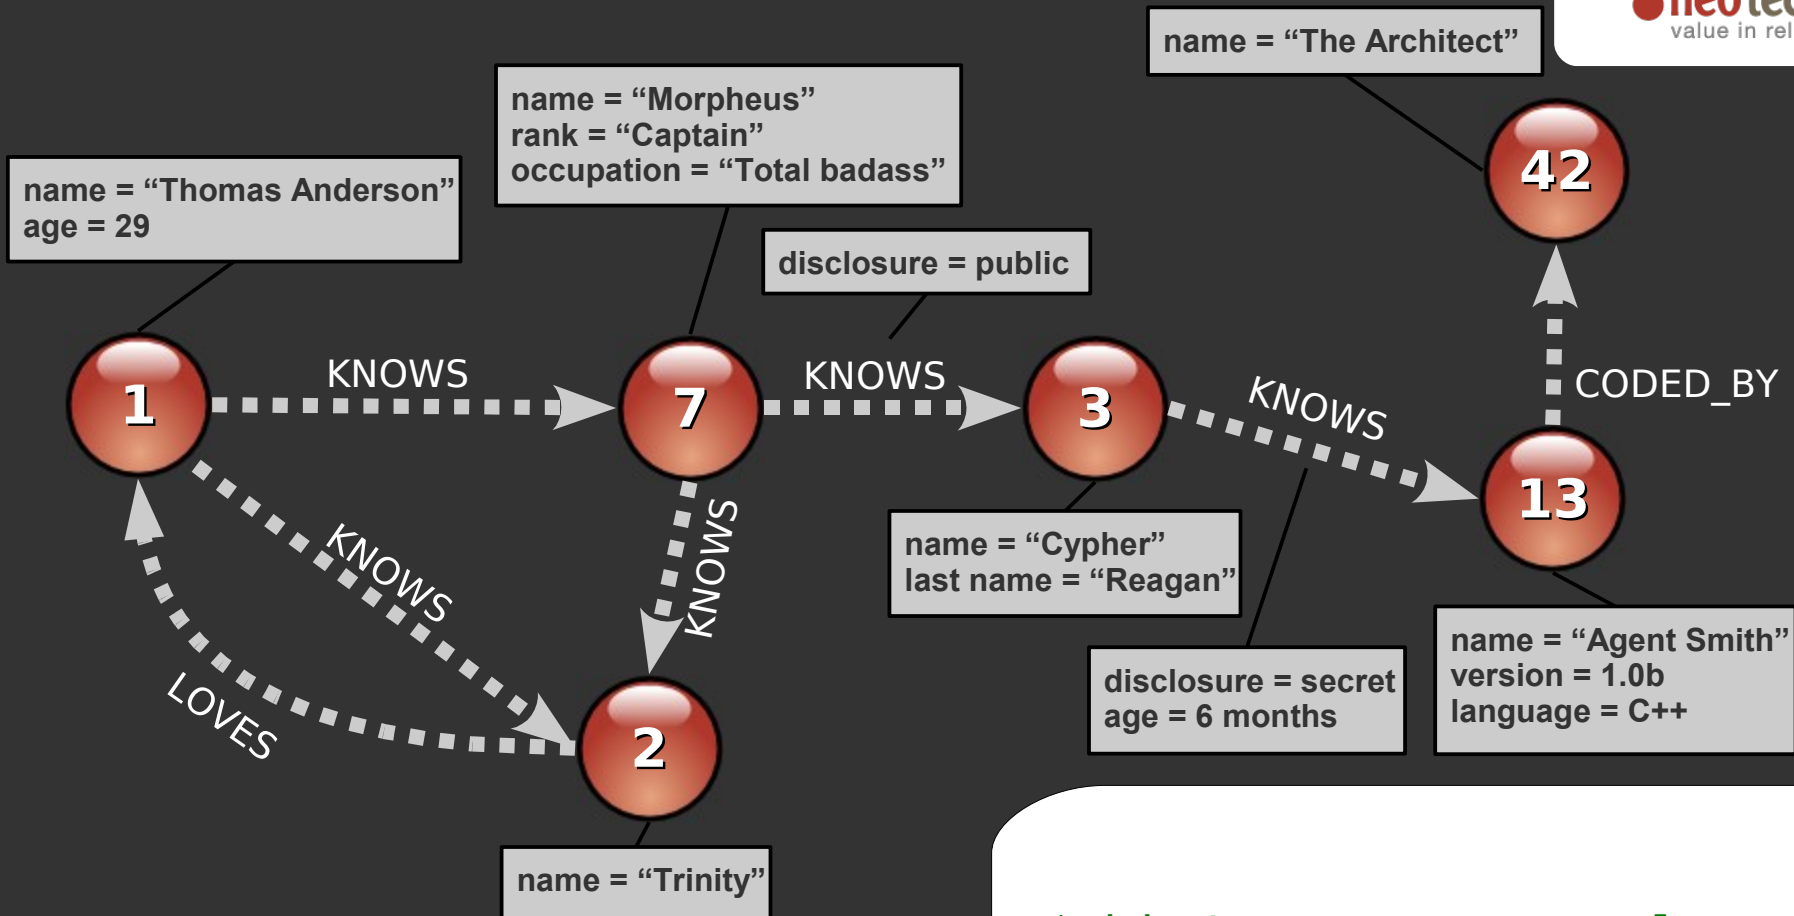 name = “The Architect”
value in
name = “Morpheus”
rank = “Captain”
occupation = “Total badass”
name = “Thomas Anderson”
age = 29
42
disclosure = public
1
KNOWS
7
KNOWS
3
KNOWS
CODED_BY
13
KNOWS
KNOWS
LOVES
2
name = “Cypher”
last name = “Reagan”
disclosure = secret
age = 6 months
name = “Agent Smith”
version = 1.0b
language = C++
name = “Trinity”